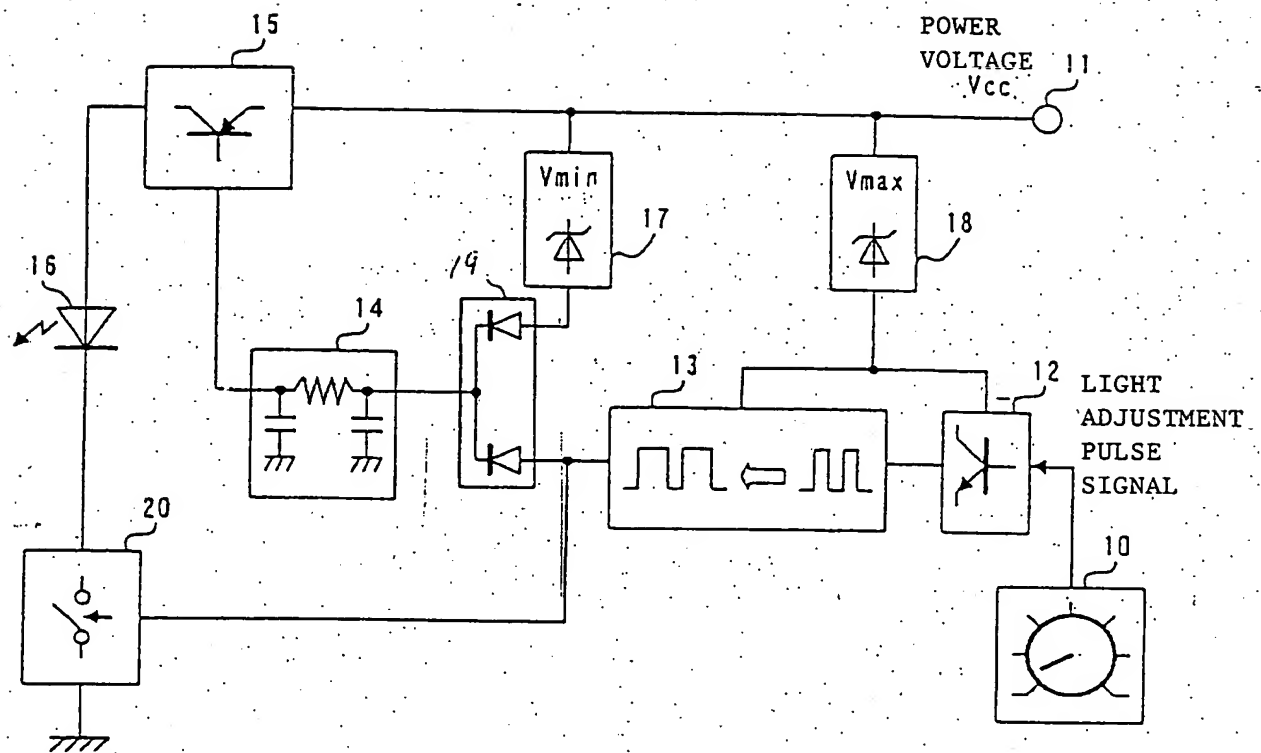 15
POWER
VOLTAGE
Vcc
11
Vmin
17
Vmax
18
16
19
14
13
12
LIGHT
ADJUSTMENT
PULSE
SIGNAL
20
10